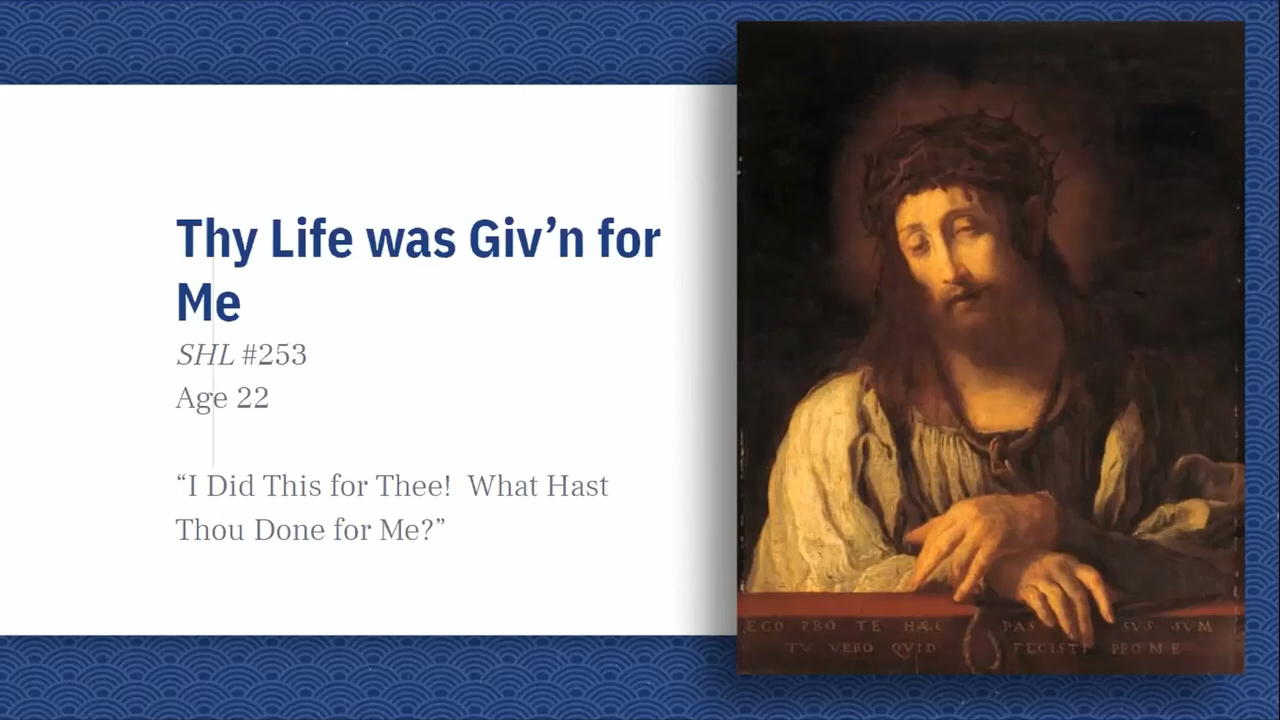 Thy Life was Giv’n for
Me
SHL #253
Age 22
“I Did This for Thee!  What Hast
Thou Done for Me?”
EGO PRO TE HÆC PAS SVS SVM
TV VERO QVID FECISTI PRO ME